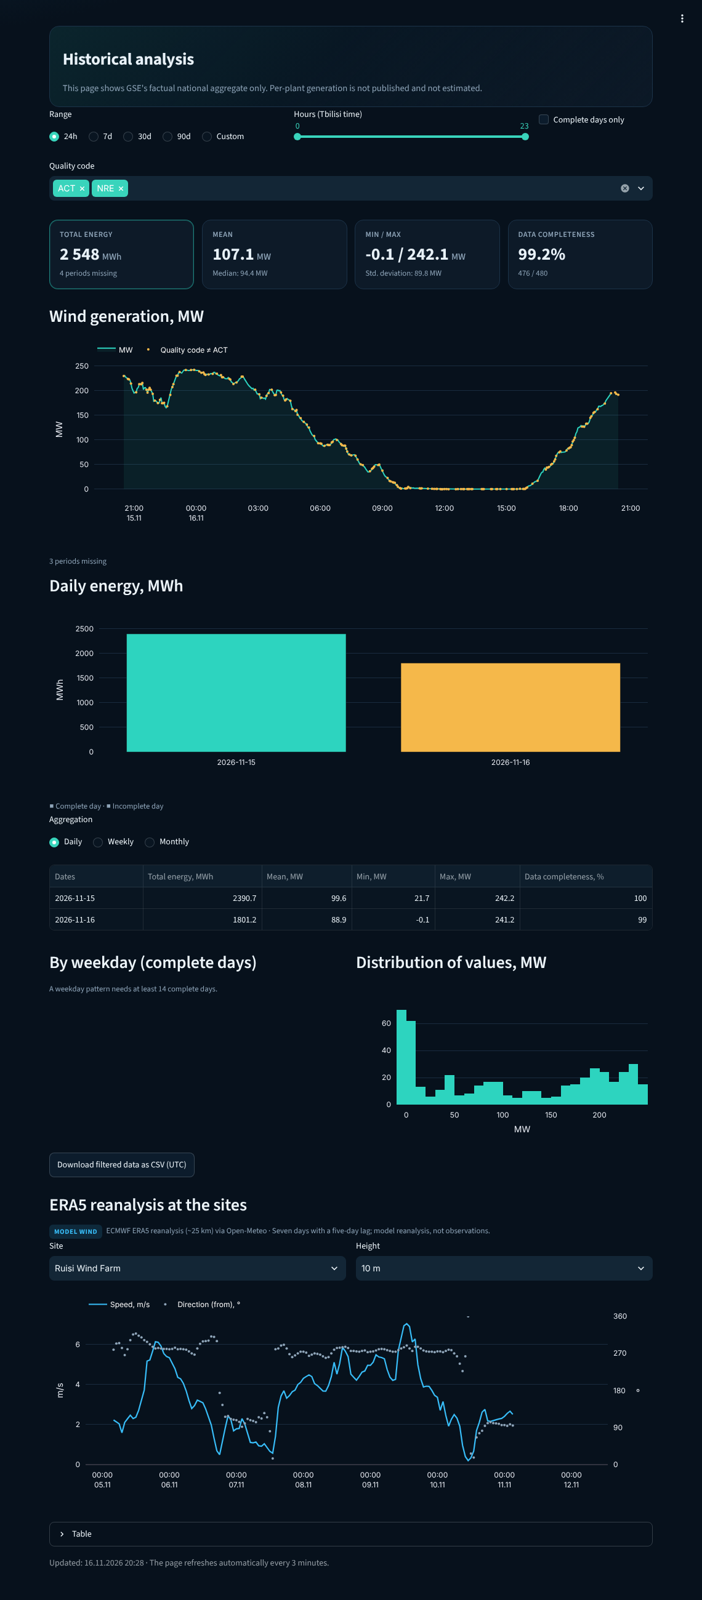 Historical analysis
This page shows GSE's factual national aggregate only. Per-plant generation is not published and not estimated.
Range
24h 7d 30d 90d Custom
Hours (Tbilisi time)
0 23
Complete days only
Quality code
ACT × NRE ×
TOTAL ENERGY
2 548 MWh
4 periods missing
MEAN
107.1 MW
Median: 94.4 MW
MIN / MAX
-0.1 / 242.1 MW
Std. deviation: 89.8 MW
DATA COMPLETENESS
99.2%
476 / 480
Wind generation, MW
MW Quality code ≠ ACT
250
200
150
100
50
0
MW
21:00 00:00 03:00 06:00 09:00 12:00 15:00 18:00 21:00
15.11 16.11
3 periods missing
Daily energy, MWh
2500
2000
1500
1000
500
0
MWh
2026-11-15 2026-11-16
■ Complete day · ■ Incomplete day
Aggregation
Daily Weekly Monthly
Dates Total energy, MWh Mean, MW Min, MW Max, MW Data completeness, %
2026-11-15 2390.7 99.6 21.7 242.2 100
2026-11-16 1801.2 88.9 -0.1 241.2 99
By weekday (complete days)
A weekday pattern needs at least 14 complete days.
Distribution of values, MW
60
40
20
0
0 50 100 150 200
MW
Download filtered data as CSV (UTC)
ERA5 reanalysis at the sites
MODEL WIND ECMWF ERA5 reanalysis (~25 km) via Open-Meteo · Seven days with a five-day lag; model reanalysis, not observations.
Site
Ruisi Wind Farm
Height
10 m
Speed, m/s Direction (from), °
6
4
2
0
m/s
360
270
180
90
0
°
00:00 00:00 00:00 00:00 00:00 00:00 00:00 00:00
05.11 06.11 07.11 08.11 09.11 10.11 11.11 12.11
Table
Updated: 16.11.2026 20:28 · The page refreshes automatically every 3 minutes.